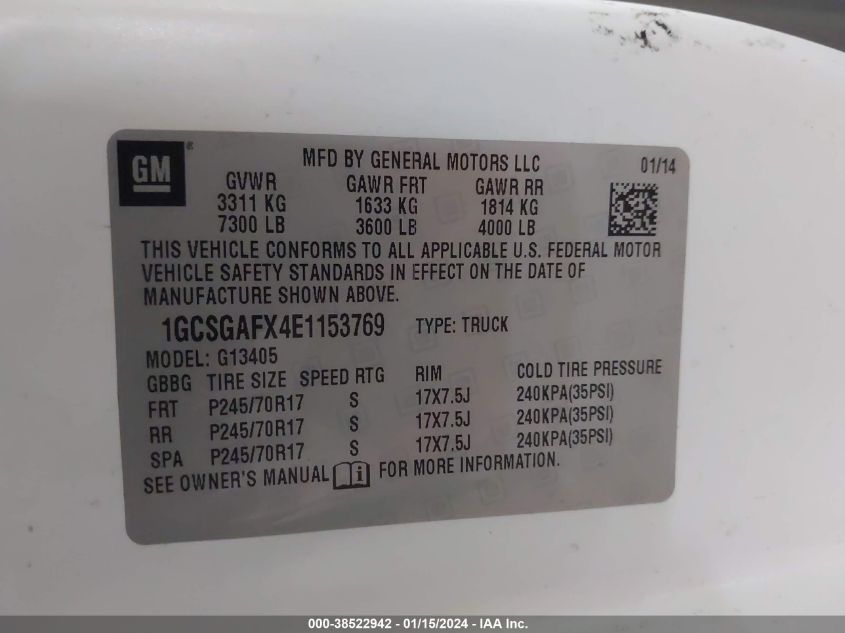 GM ®
MFD BY GENERAL MOTORS LLC 01/14
GVWR GAWR FRT GAWR RR
3311 KG 1633 KG 1814 KG
7300 LB 3600 LB 4000 LB
THIS VEHICLE CONFORMS TO ALL APPLICABLE U.S. FEDERAL MOTOR
VEHICLE SAFETY STANDARDS IN EFFECT ON THE DATE OF
MANUFACTURE SHOWN ABOVE.
1GCSGAFX4E1153769 TYPE: TRUCK
MODEL: G13405
GBBG TIRE SIZE SPEED RTG RIM COLD TIRE PRESSURE
FRT P245/70R17 S 17X7.5J 240KPA(35PSI)
RR P245/70R17 S 17X7.5J 240KPA(35PSI)
SPA P245/70R17 S 17X7.5J 240KPA(35PSI)
SEE OWNER'S MANUAL i FOR MORE INFORMATION.
000-38522942 - 01/15/2024 - IAA, Inc.